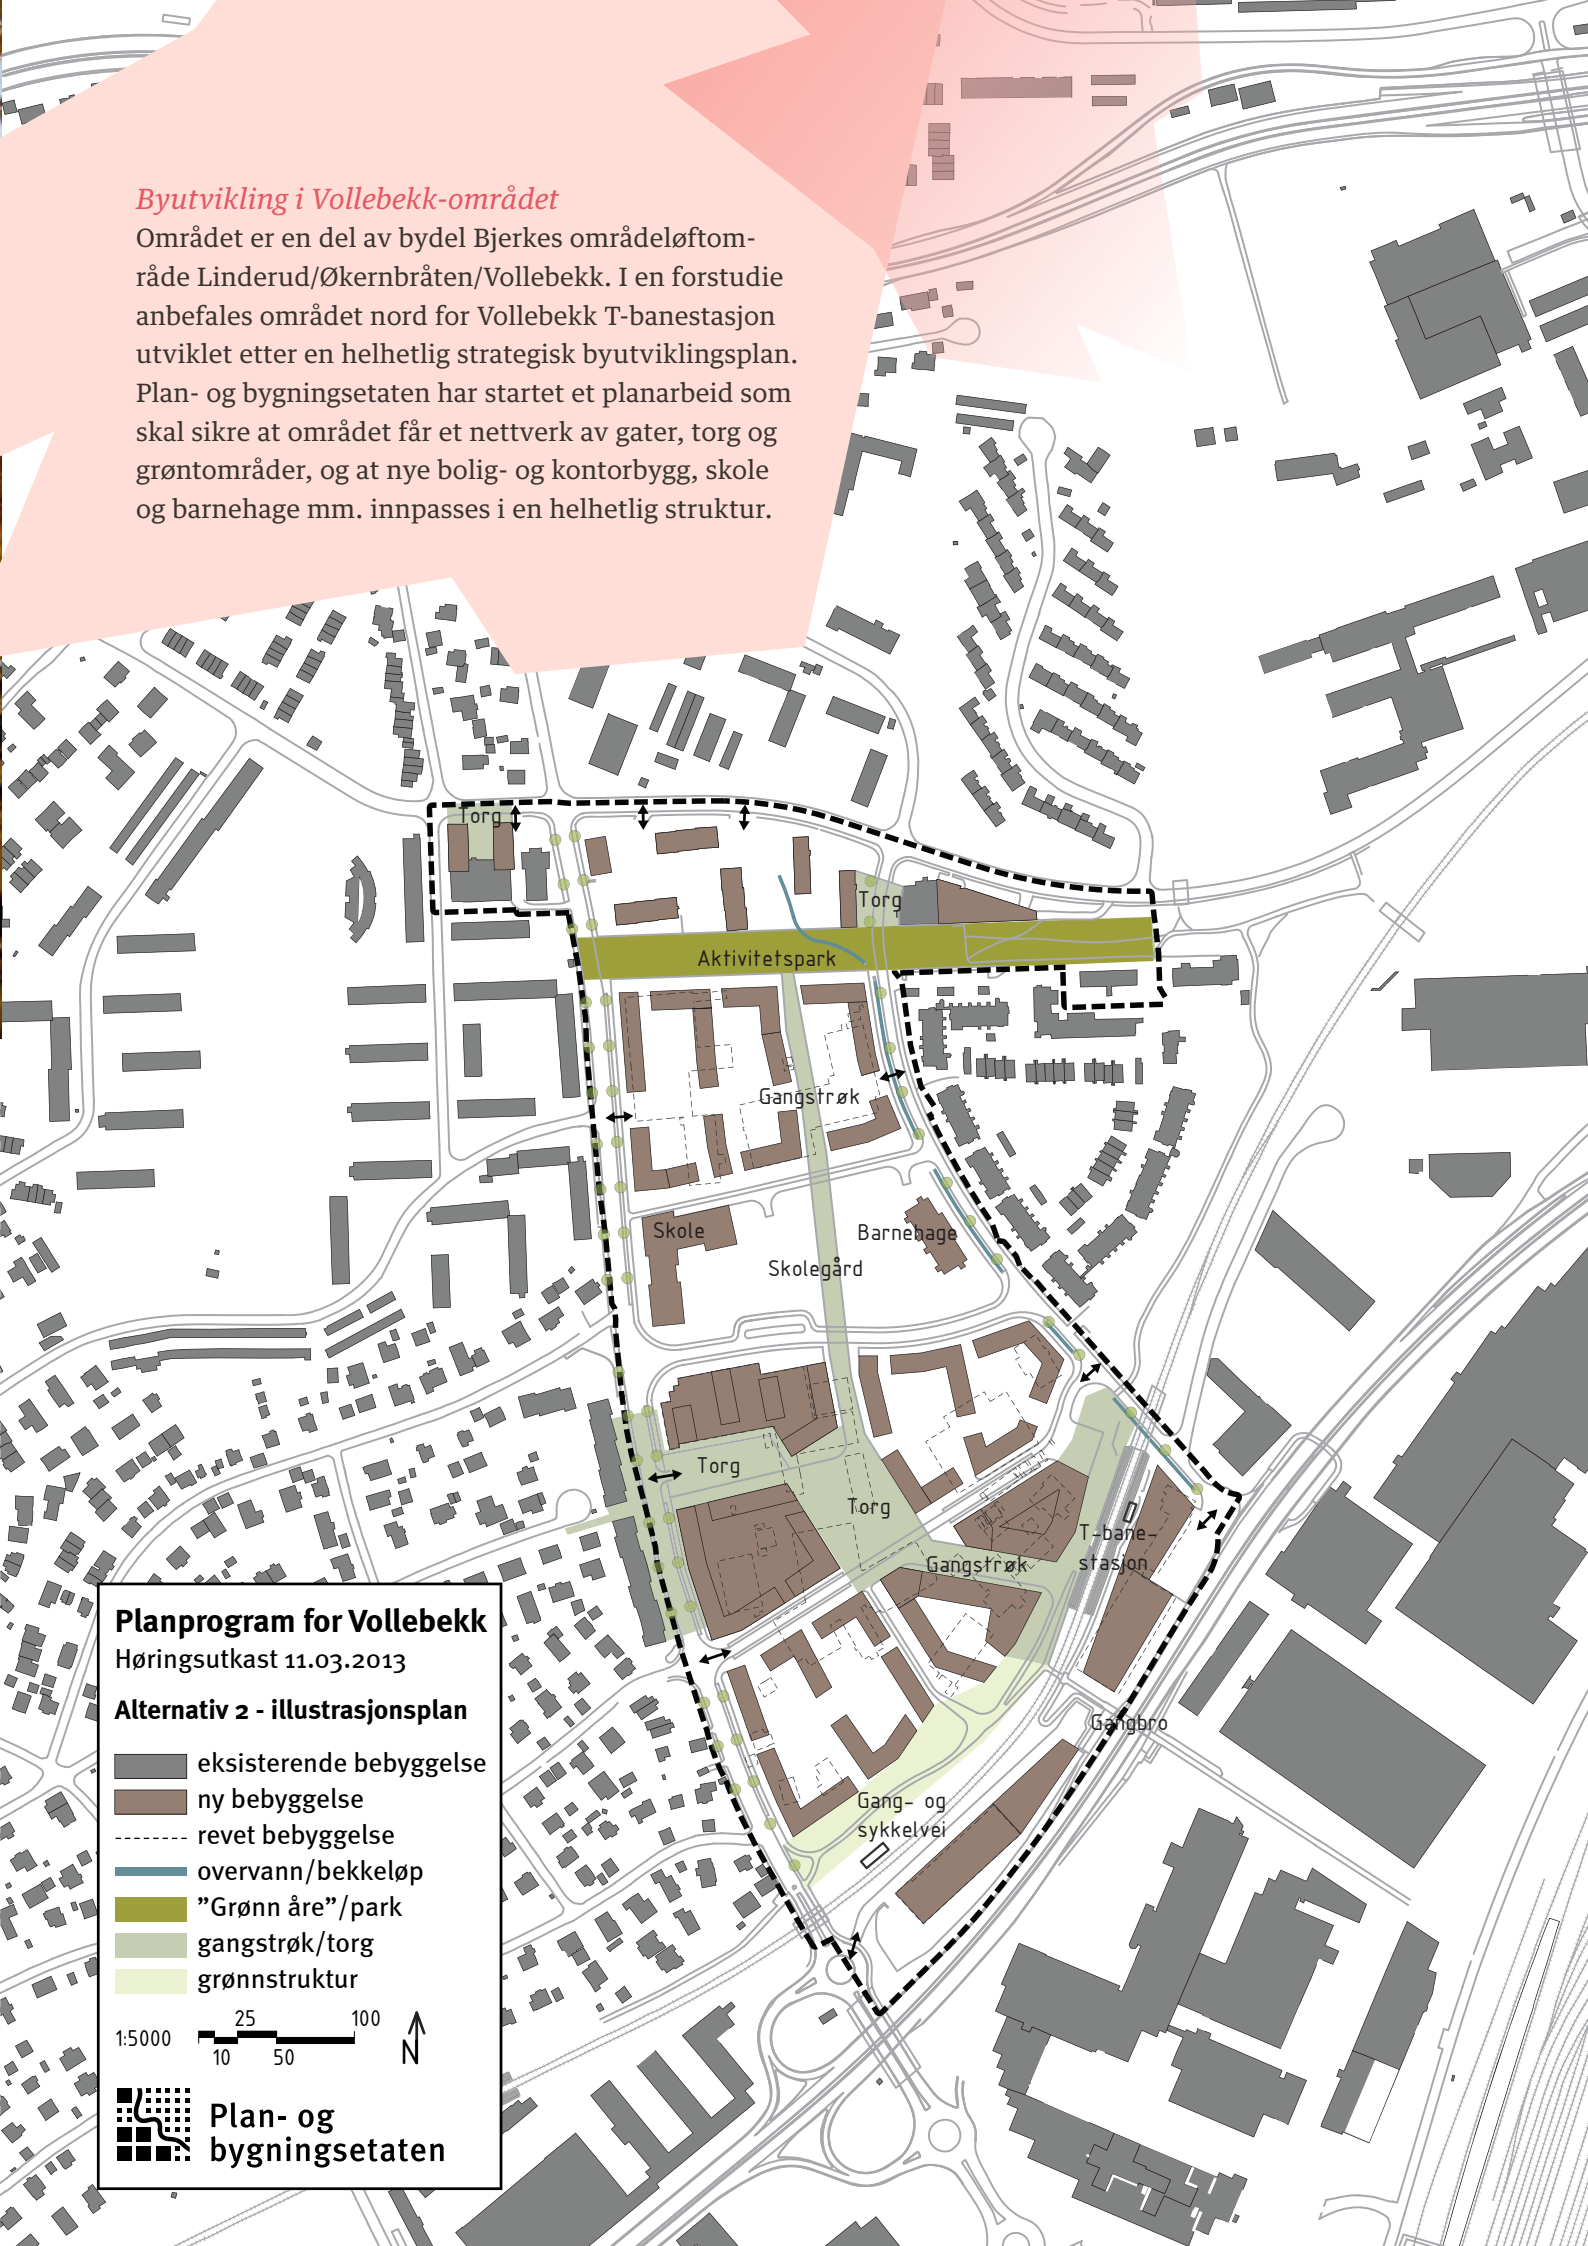 Byutvikling i Vollebekk-området
Området er en del av bydel Bjerkes områdeløftom-
råde Linderud/Økernbråten/Vollebekk. I en forstudie
anbefales området nord for Vollebekk T-banestasjon
utviklet etter en helhetlig strategisk byutviklingsplan.
Plan- og bygningsetaten har startet et planarbeid som
skal sikre at området får et nettverk av gater, torg og
grøntområder, og at nye bolig- og kontorbygg, skole
og barnehage mm. innpasses i en helhetlig struktur.
Torg
Torg
Aktivitetspark
Gangstrøk
Skole
Barnehage
Skolegård
Torg
Torg
T-bane-
stasjon
Gangstrøk
Gangbro
Gang- og
sykkelvei
Planprogram for Vollebekk
Høringsutkast 11.03.2013
Alternativ 2 - illustrasjonsplan
eksisterende bebyggelse
ny bebyggelse
revet bebyggelse
overvann/bekkeløp
”Grønn åre”/park
gangstrøk/torg
grønnstruktur
25 100
1:5000
10 50
N
Plan- og
bygningsetaten